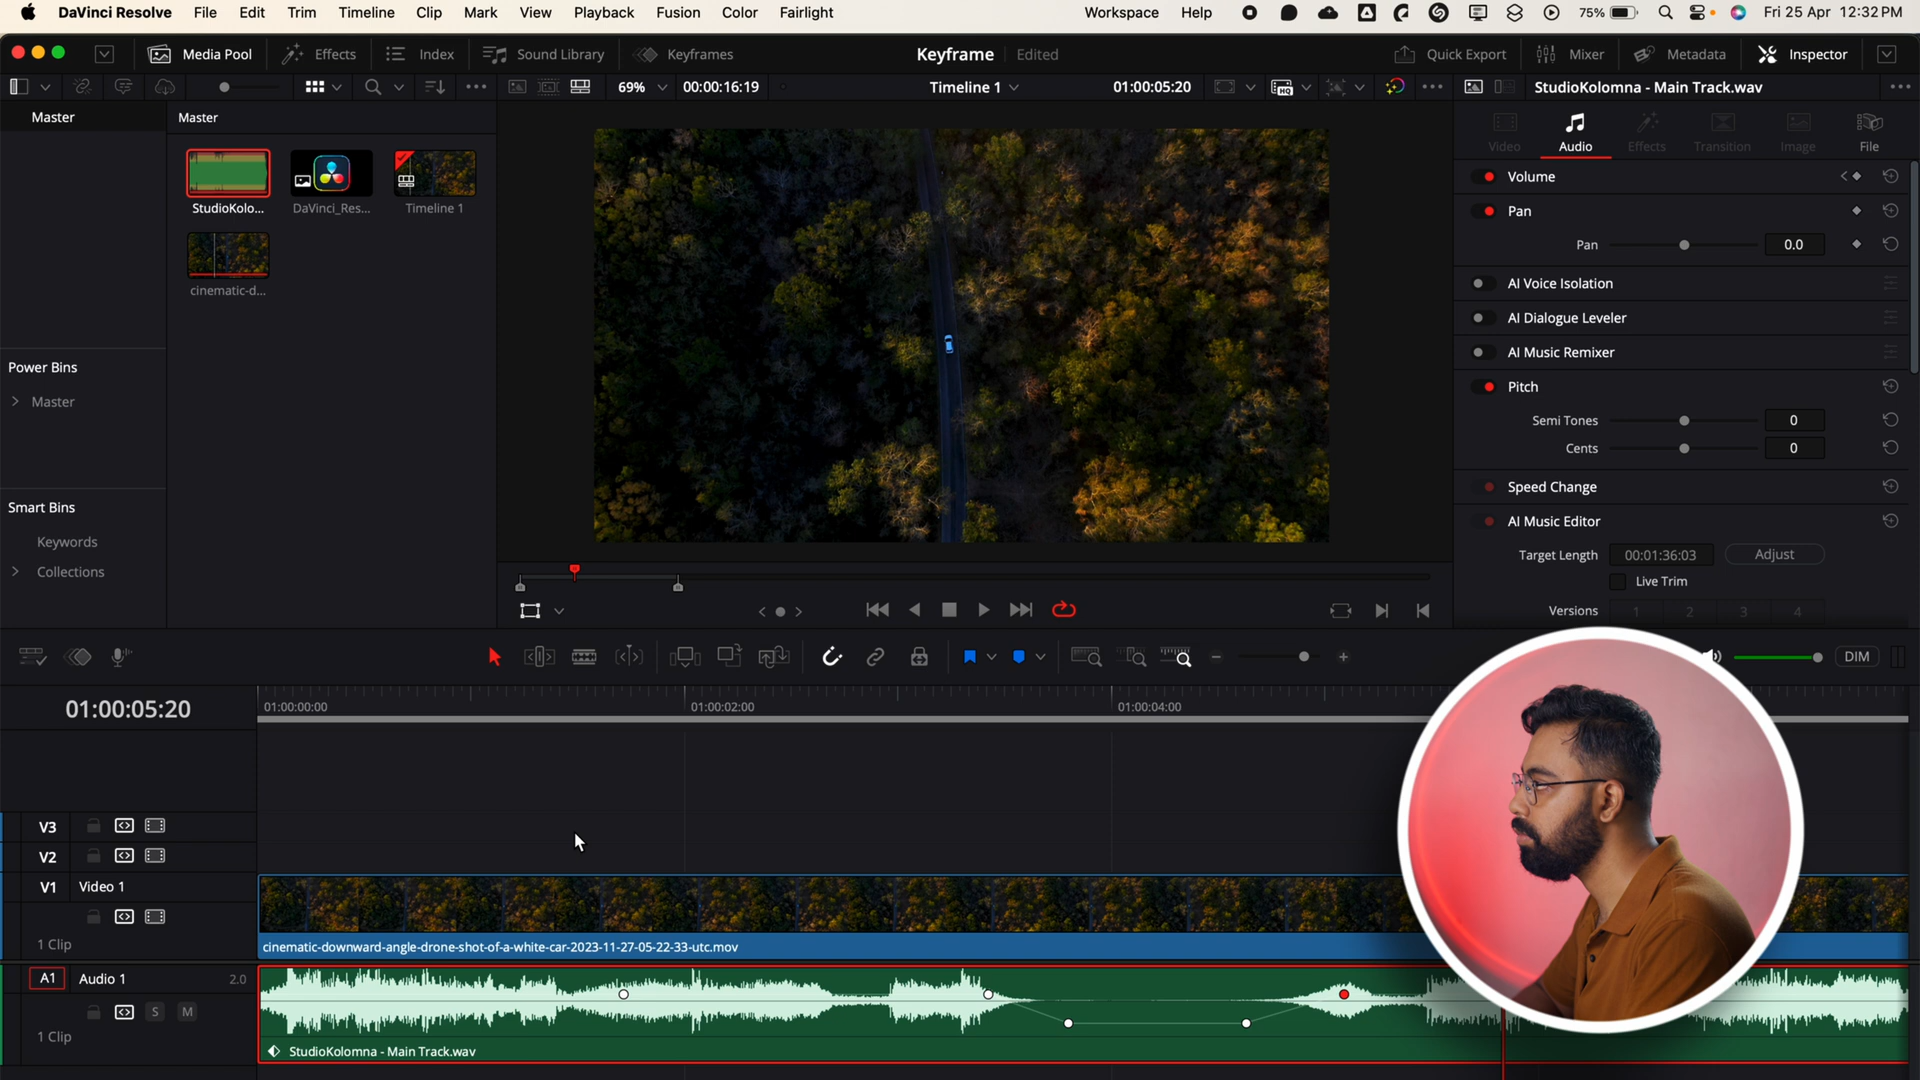 DaVinci Resolve File Edit Trim Timeline Clip Mark View Playback Fusion Color Fairlight Workspace Help 75% Fri 25 Apr 12:32 PM
Media Pool Effects Index Sound Library Keyframes Keyframe Edited Quick Export Mixer Metadata Inspector
69% 00:00:16:19 Timeline 1 01:00:05:20 HQ StudioKolomna - Main Track.wav
Master Master
Video Audio Effects Transition Image File
StudioKolo... DaVinci_Res... Timeline 1
cinematic-d...
Power Bins
Master
Smart Bins
Keywords
Collections
Volume
Pan
Pan 0.0
AI Voice Isolation
AI Dialogue Leveler
AI Music Remixer
Pitch
Semi Tones 0
Cents 0
Speed Change
AI Music Editor
Target Length 00:01:36:03 Adjust
Live Trim
Versions 1 2 3 4
DIM
01:00:05:20 01:00:00:00 01:00:02:00 01:00:04:00
V3
V2
V1 Video 1
1 Clip
cinematic-downward-angle-drone-shot-of-a-white-car-2023-11-27-05-22-33-utc.mov
A1 Audio 1 2.0
S M
1 Clip
StudioKolomna - Main Track.wav